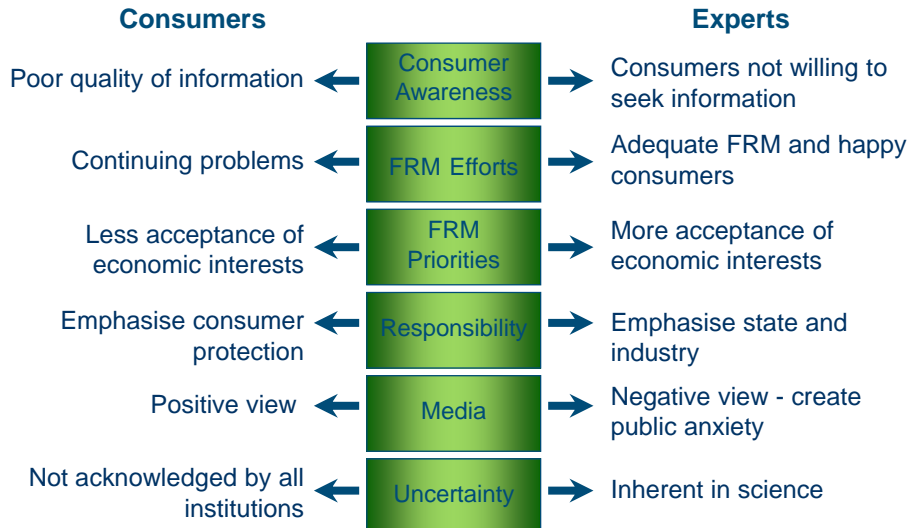 Consumers
Experts
Poor quality of information
Consumer
Awareness
Consumers not willing to
seek information
Continuing problems
FRM Efforts
Adequate FRM and happy
consumers
Less acceptance of
economic interests
FRM
Priorities
More acceptance of
economic interests
Emphasise consumer
protection
Responsibility
Emphasise state and
industry
Positive view
Media
Negative view - create
public anxiety
Not acknowledged by all
institutions
Uncertainty
Inherent in science